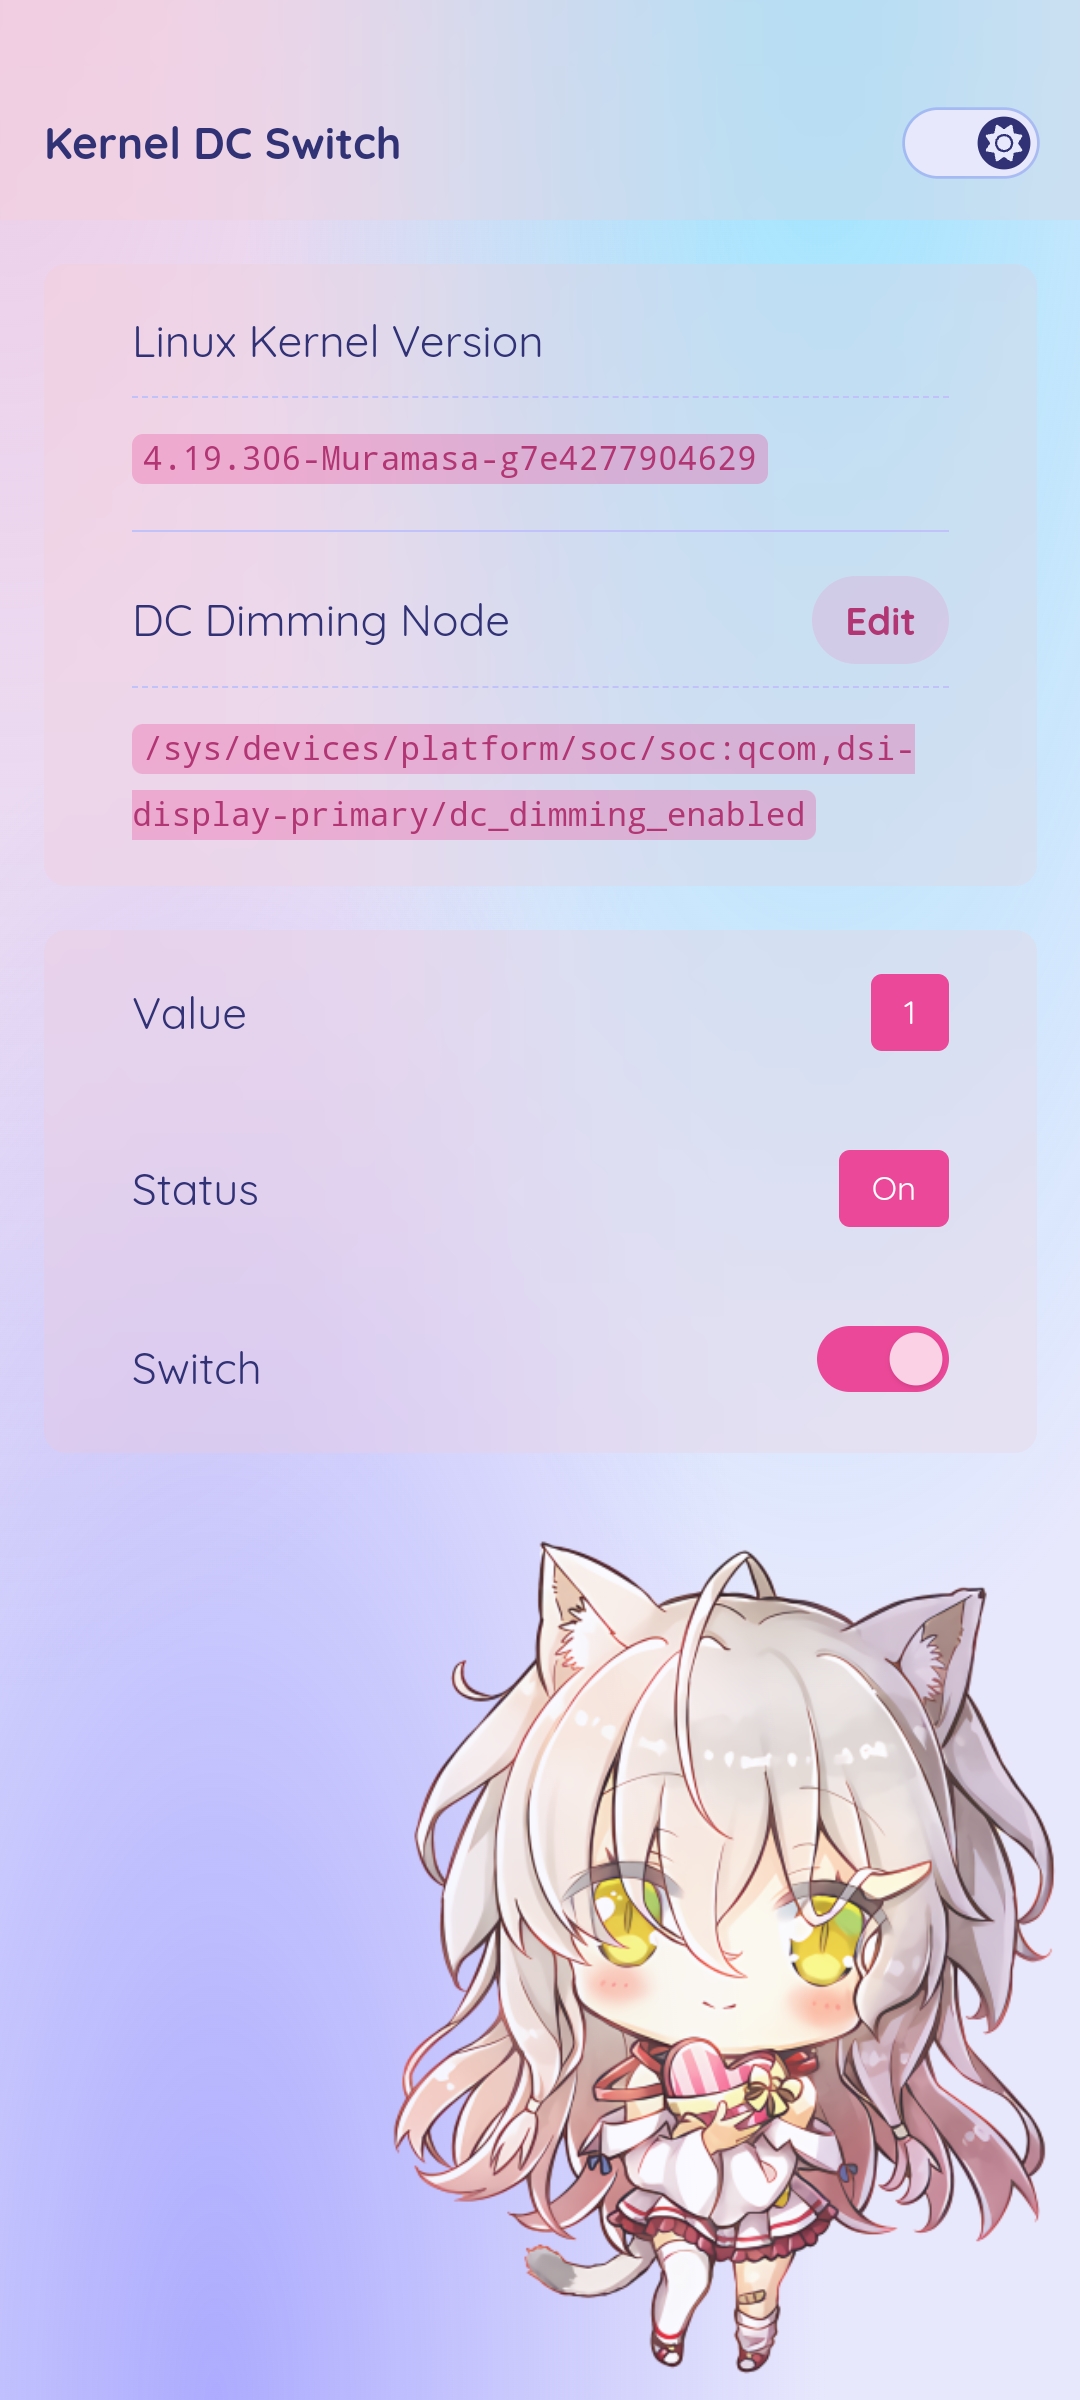 Kernel DC Switch
Linux Kernel Version
4.19.306-Muramasa-g7e4277904629
DC Dimming Node
Edit
/sys/devices/platform/soc/soc:qcom,dsi-
display-primary/dc_dimming_enabled
Value
1
Status
On
Switch